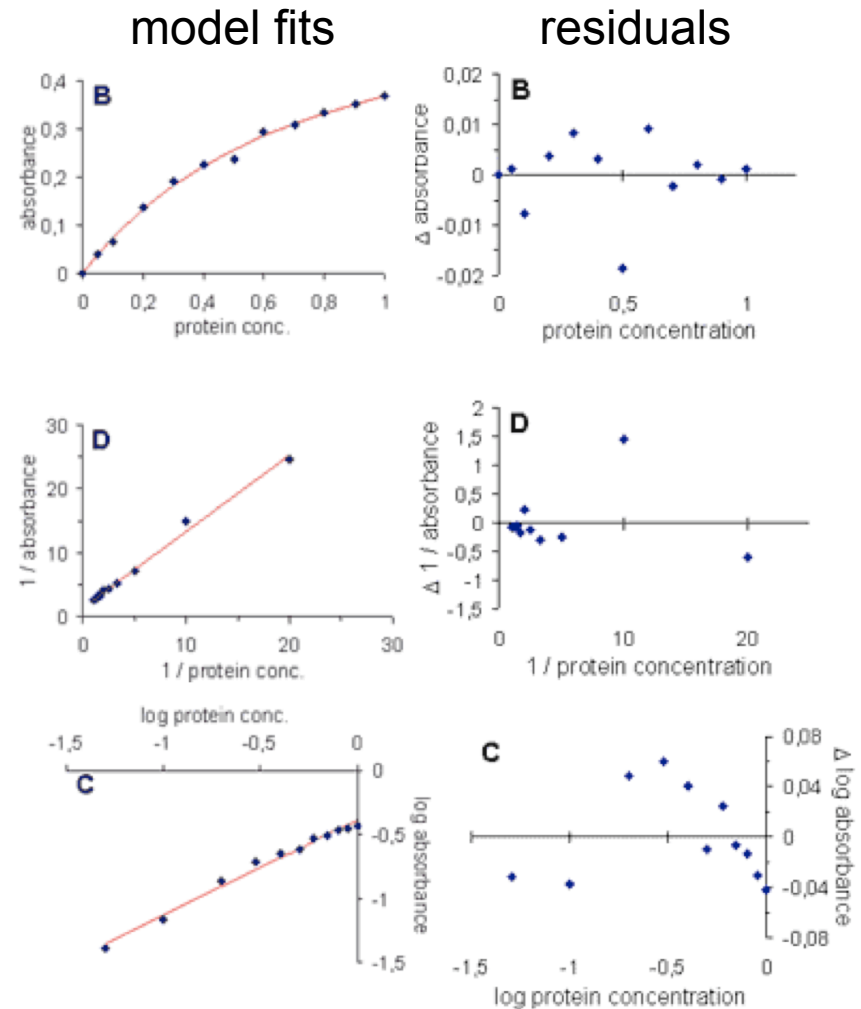 model fits
residuals
B
0,4
0,3
0,2
0,1
0
absorbance
0 0,2 0,4 0,6 0,8 1
protein conc.
B
0,02
0,01
0
-0,01
-0,02
Δ absorbance
0 0,5 1
protein concentration
D
30
20
10
0
1 / absorbance
0 10 20 30
1 / protein conc.
D
2
1,5
1
0,5
0
-0,5
-1
-1,5
Δ 1 / absorbance
0 10 20
1 / protein concentration
log protein conc.
-1,5 -1 -0,5 0
C
0
-0,5
-1
-1,5
log absorbance
C
0,08
0,04
0
-0,04
-0,08
Δ log absorbance
-1,5 -1 -0,5 0
log protein concentration